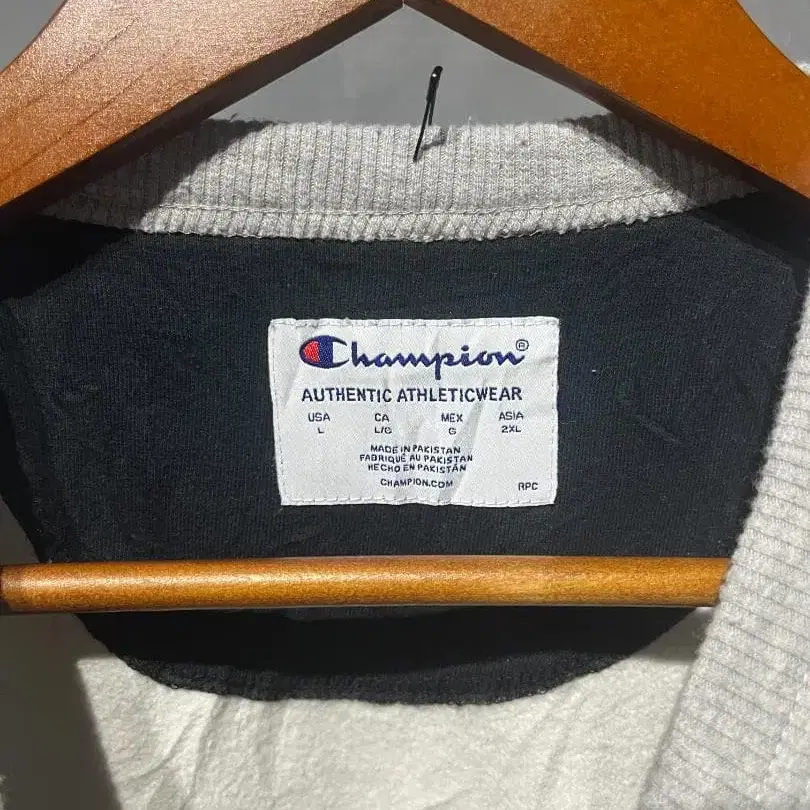 Champion®
AUTHENTIC ATHLETICWEAR
USA CA MEX ASIA
L L/G G 2XL
MADE IN PAKISTAN
FABRIQUÉ AU PAKISTAN
HECHO EN PAKISTÁN
CHAMPION.COM
RPC